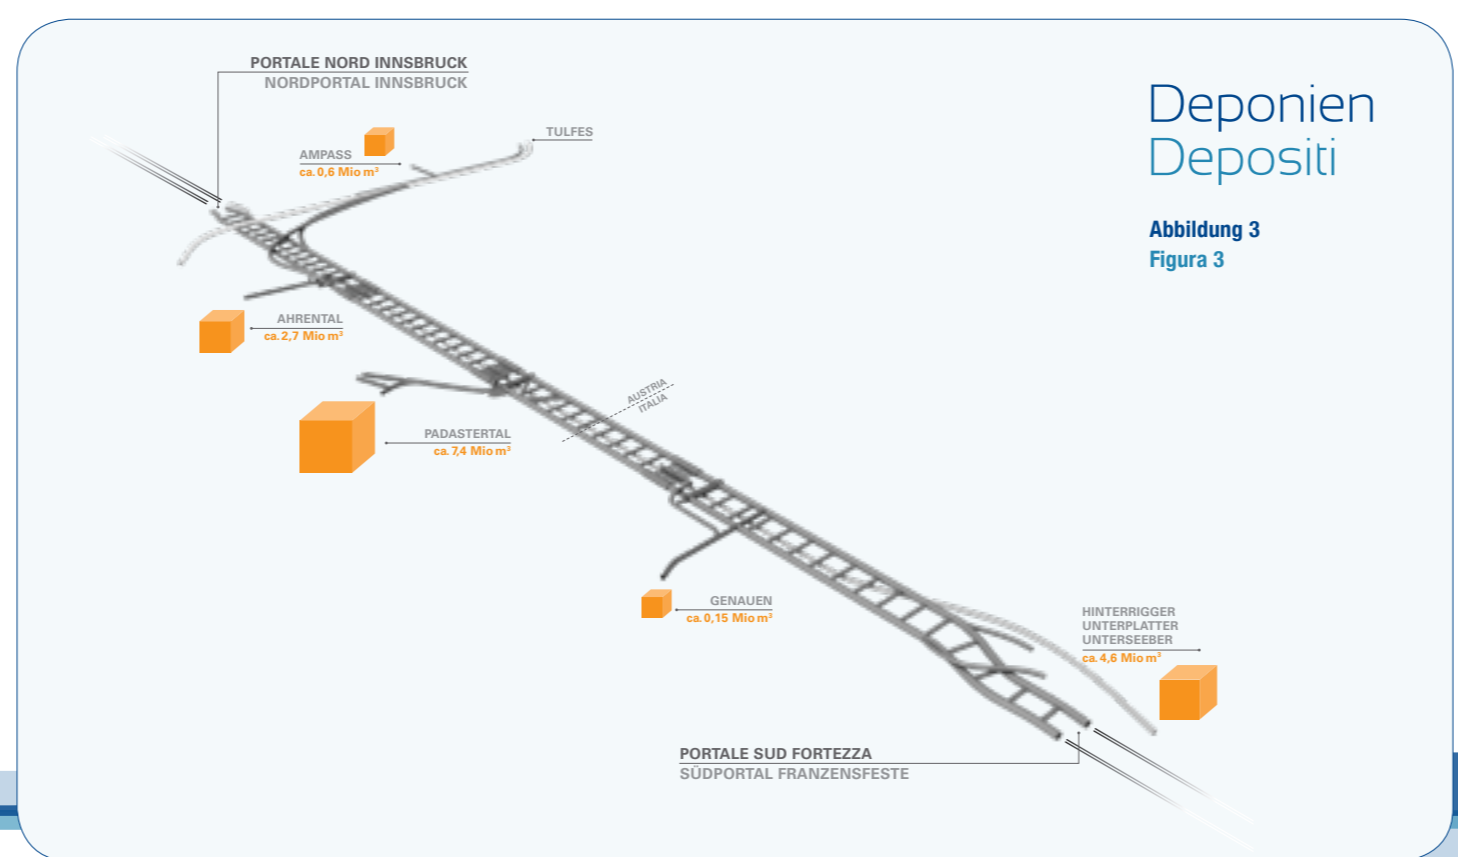 PORTALE NORD INNSBRUCK
NORDPORTAL INNSBRUCK
Deponien
Depositi
Abbildung 3
Figura 3
TULFES
AMPASS
ca. 0,6 Mio m³
AHRENTAL
ca. 2,7 Mio m³
AUSTRIA
ITALIA
PADASTERTAL
ca. 7,4 Mio m³
GENAUEN
ca. 0,15 Mio m³
HINTERRIGGER
UNTERPLATTER
UNTERSEEBER
ca. 4,6 Mio m³
PORTALE SUD FORTEZZA
SÜDPORTAL FRANZENSFESTE